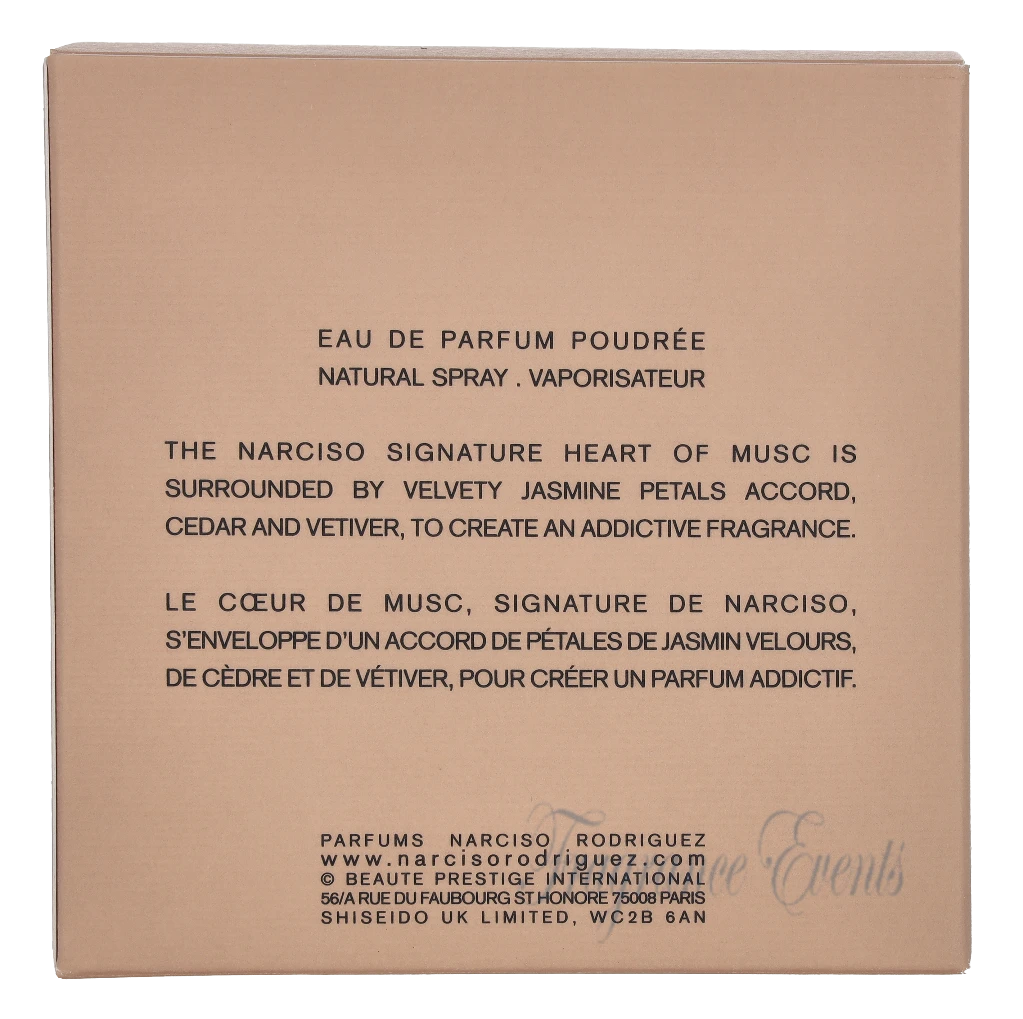 EAU DE PARFUM POUDRÉE
NATURAL SPRAY . VAPORISATEUR
THE NARCISO SIGNATURE HEART OF MUSC IS
SURROUNDED BY VELVETY JASMINE PETALS ACCORD,
CEDAR AND VETIVER, TO CREATE AN ADDICTIVE FRAGRANCE.
LE CŒUR DE MUSC, SIGNATURE DE NARCISO,
S'ENVELOPPE D'UN ACCORD DE PÉTALES DE JASMIN VELOURS,
DE CÈDRE ET DE VÉTIVER, POUR CRÉER UN PARFUM ADDICTIF.
PARFUMS NARCISO RODRIGUEZ
www.narcisorodriguez.com
© BEAUTE PRESTIGE INTERNATIONAL
56/A RUE DU FAUBOURG ST HONORE 75008 PARIS
SHISEIDO UK LIMITED, WC2B 6AN
Fragrance Events